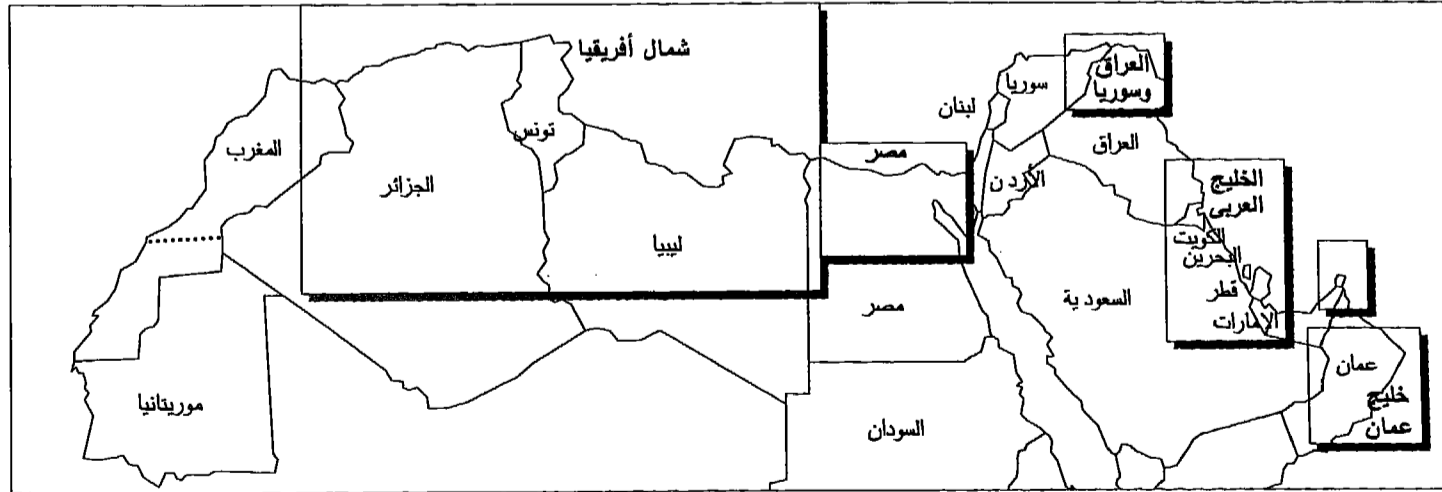 شمال أفريقيا
العراق
وسوريا
سوريا
لبنان
تونس
المغرب
العراق
مصر
الجزائر
الأردن
الخليج
العربى
ليبيا
الكويت
البحرين
قطر
السعودية
الإمارات
مصر
عمان
خليج
عمان
موريتانيا
السودان